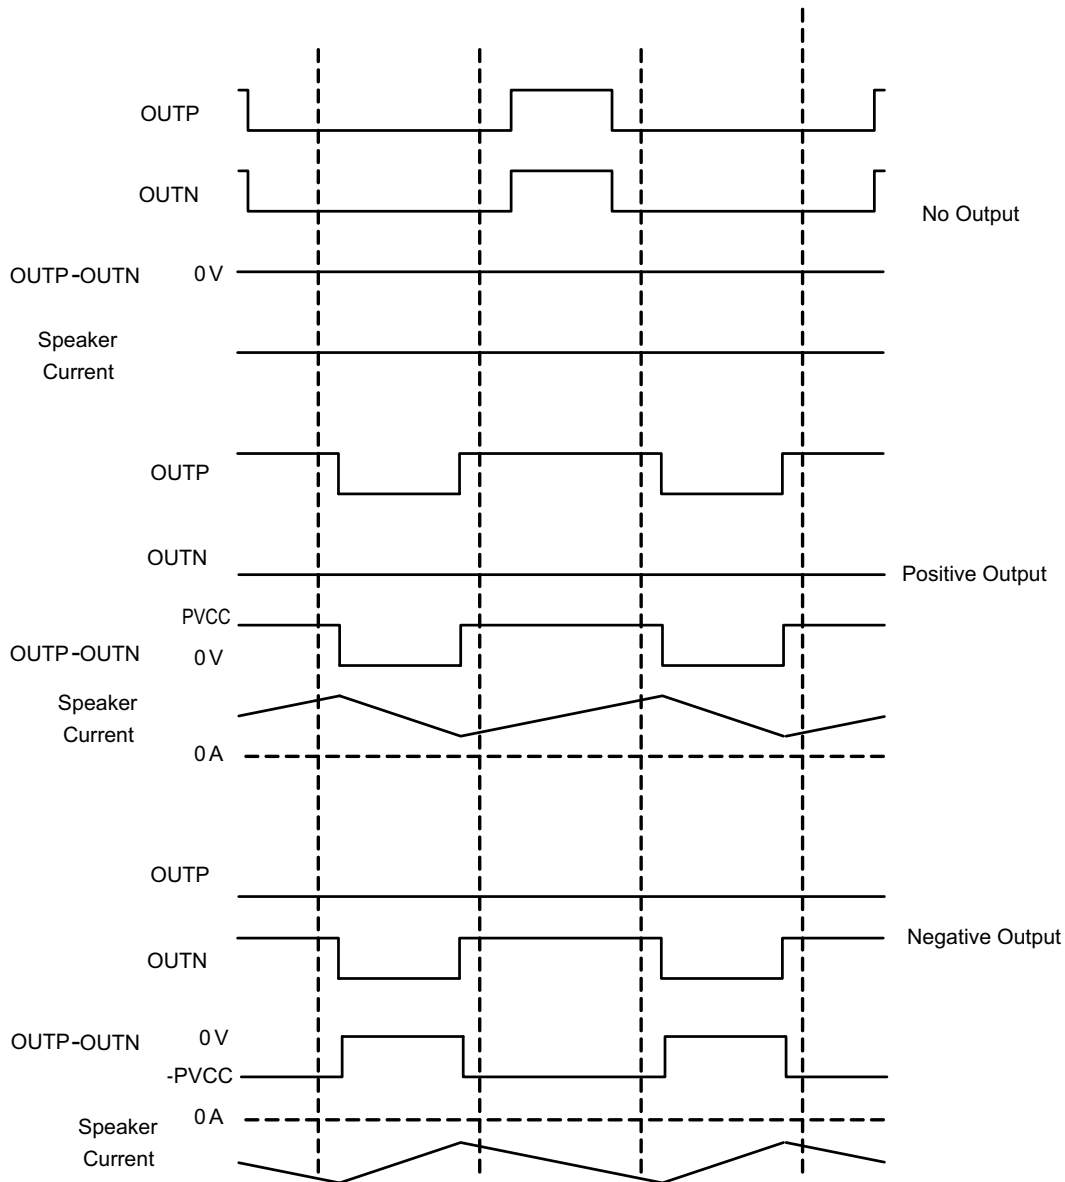 OUTP
OUTN
No Output
OUTP-OUTN 0 V
Speaker
Current
OUTP
OUTN
Positive Output
PVCC
OUTP-OUTN 0 V
Speaker
Current
0 A
OUTP
Negative Output
OUTN
OUTP-OUTN 0 V
-PVCC
0 A
Speaker
Current